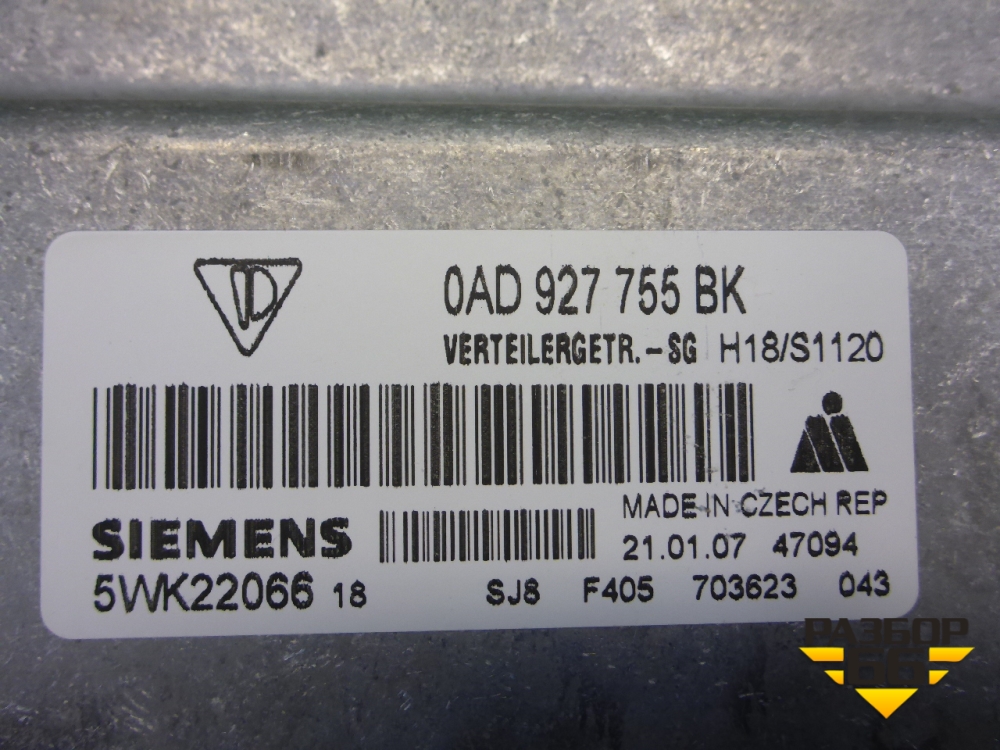 0AD 927 755 BK
VERTEILERGETR.-SG H18/S1120
MADE IN CZECH REP
SIEMENS
21.01.07 47094
5WK22066 18 SJ8 F405 703623 043
РАЗБОР
66